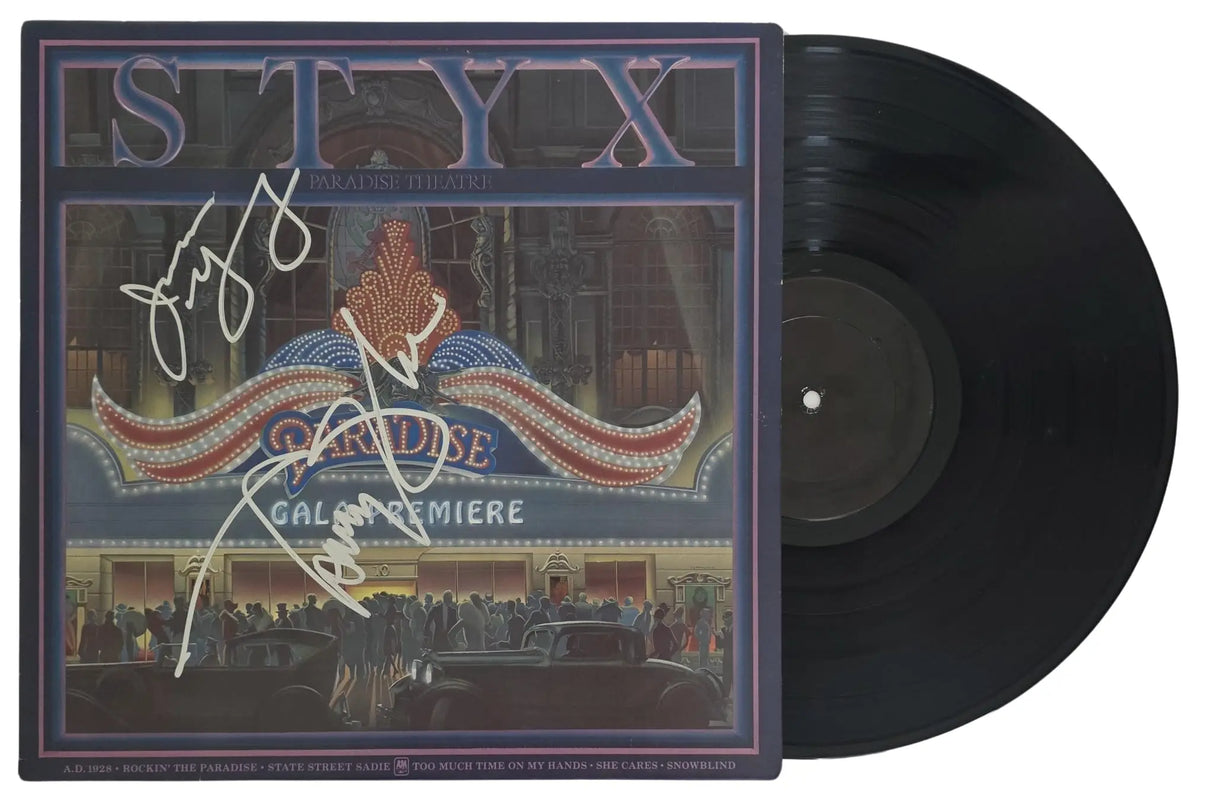 STYX
PARADISE THEATRE
PARADISE
GALA PREMIERE
10
A.D. 1928 • ROCKIN' THE PARADISE • STATE STREET SADIE A&M TOO MUCH TIME ON MY HANDS • SHE CARES • SNOWBLIND